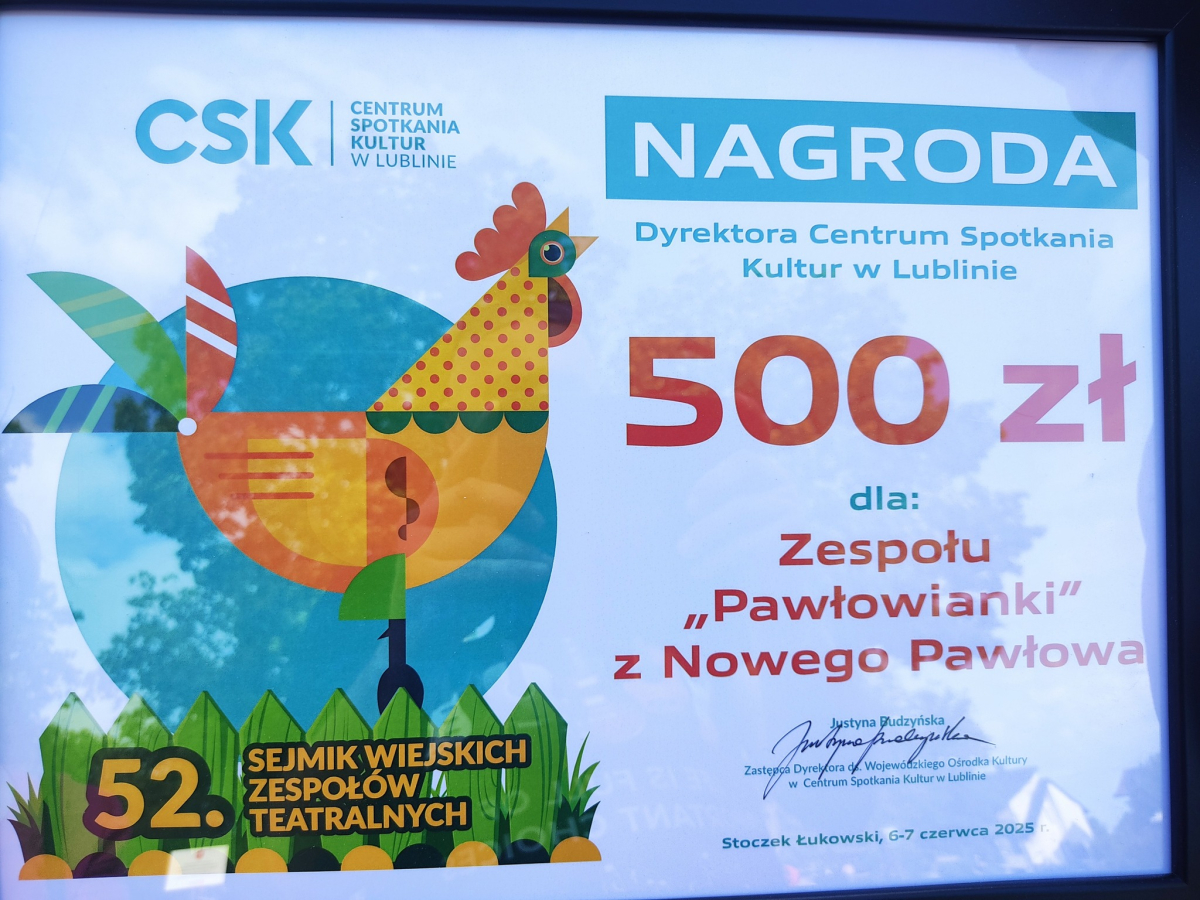 CSK
CENTRUM
SPOTKANIA
KULTUR
W LUBLINIE
NAGRODA
Dyrektora Centrum Spotkania
Kultur w Lublinie
500 zł
dla:
Zespołu
„Pawłowianki”
z Nowego Pawłowa
Justyna Budzyńska
Zastępca Dyrektora ds. Wojewódzkiego Ośrodka Kultury
w Centrum Spotkania Kultur w Lublinie
Stoczek Łukowski, 6-7 czerwca 2025 r.
52.
SEJMIK WIEJSKICH
ZESPOŁÓW
TEATRALNYCH